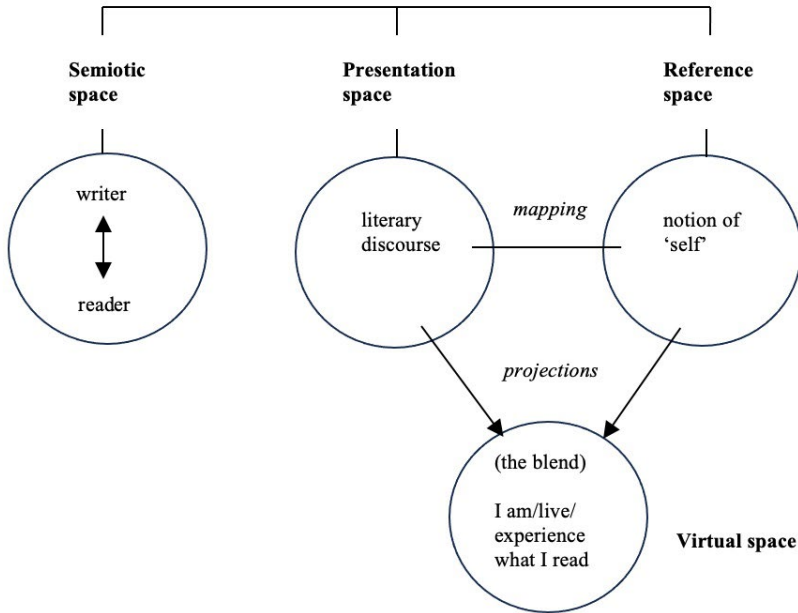 Semiotic
space
Presentation
space
Reference
space
writer
reader
literary
discourse
mapping
notion of
‘self’
projections
(the blend)
I am/live/
experience
what I read
Virtual space